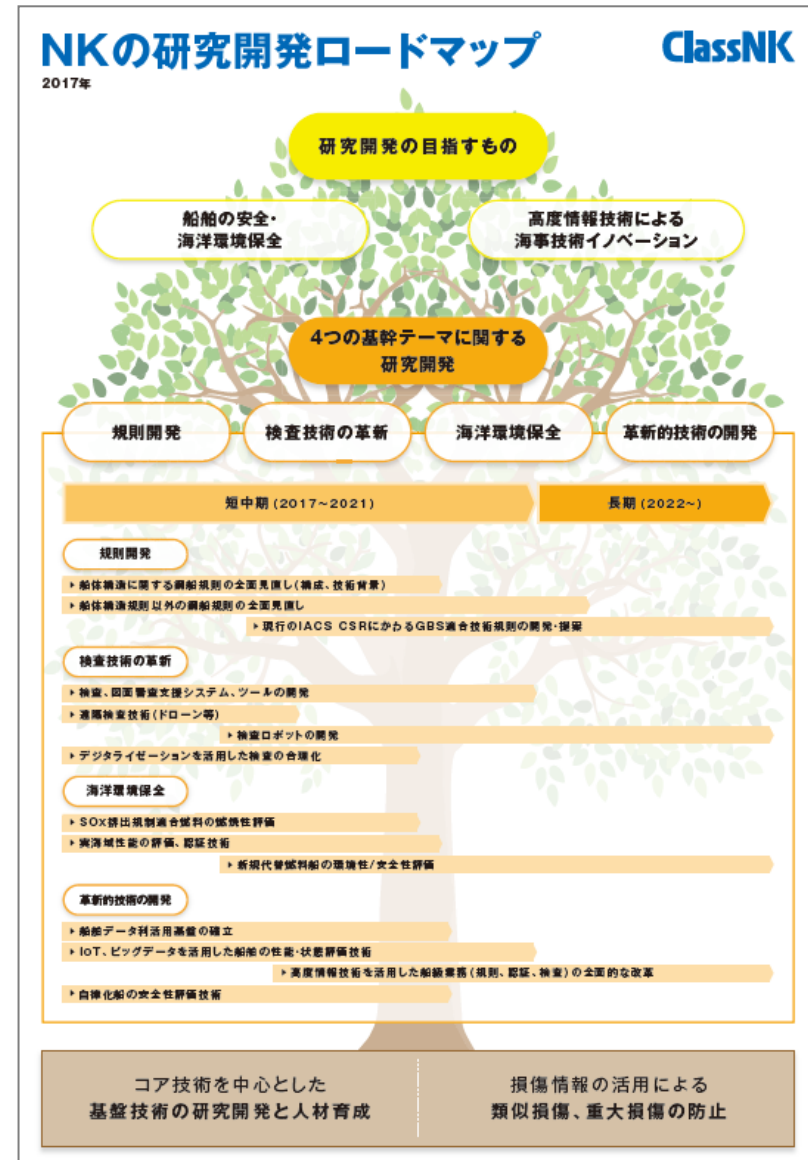 NKの研究開発ロードマップ
ClassNK
2017年
研究開発の目指すもの
船舶の安全・
海洋環境保全
高度情報技術による
海事技術イノベーション
4つの基幹テーマに関する
研究開発
規則開発
検査技術の革新
海洋環境保全
革新的技術の開発
短中期(2017~2021)
長期(2022~)
規則開発
▶船体構造に関する鋼船規則の全面見直し(構成、技術背景)
▶船体構造規則以外の鋼船規則の全面見直し
▶現行のIACS CSRにかわるGBS適合技術規則の開発・提案
検査技術の革新
▶検査、図面審査支援システム、ツールの開発
▶遠隔検査技術(ドローン等)
▶検査ロボットの開発
▶デジタライゼーションを活用した検査の合理化
海洋環境保全
▶SOx排出規制適合燃料の燃焼性評価
▶実海域性能の評価、認証技術
▶新規代替燃料船の環境性/安全性評価
革新的技術の開発
▶船舶データ利活用基盤の確立
▶IoT、ビッグデータを活用した船舶の性能・状態評価技術
▶高度情報技術を活用した船級業務(規則、認証、検査)の全面的な改革
▶自律化船の安全性評価技術
コア技術を中心とした
基盤技術の研究開発と人材育成
損傷情報の活用による
類似損傷、重大損傷の防止